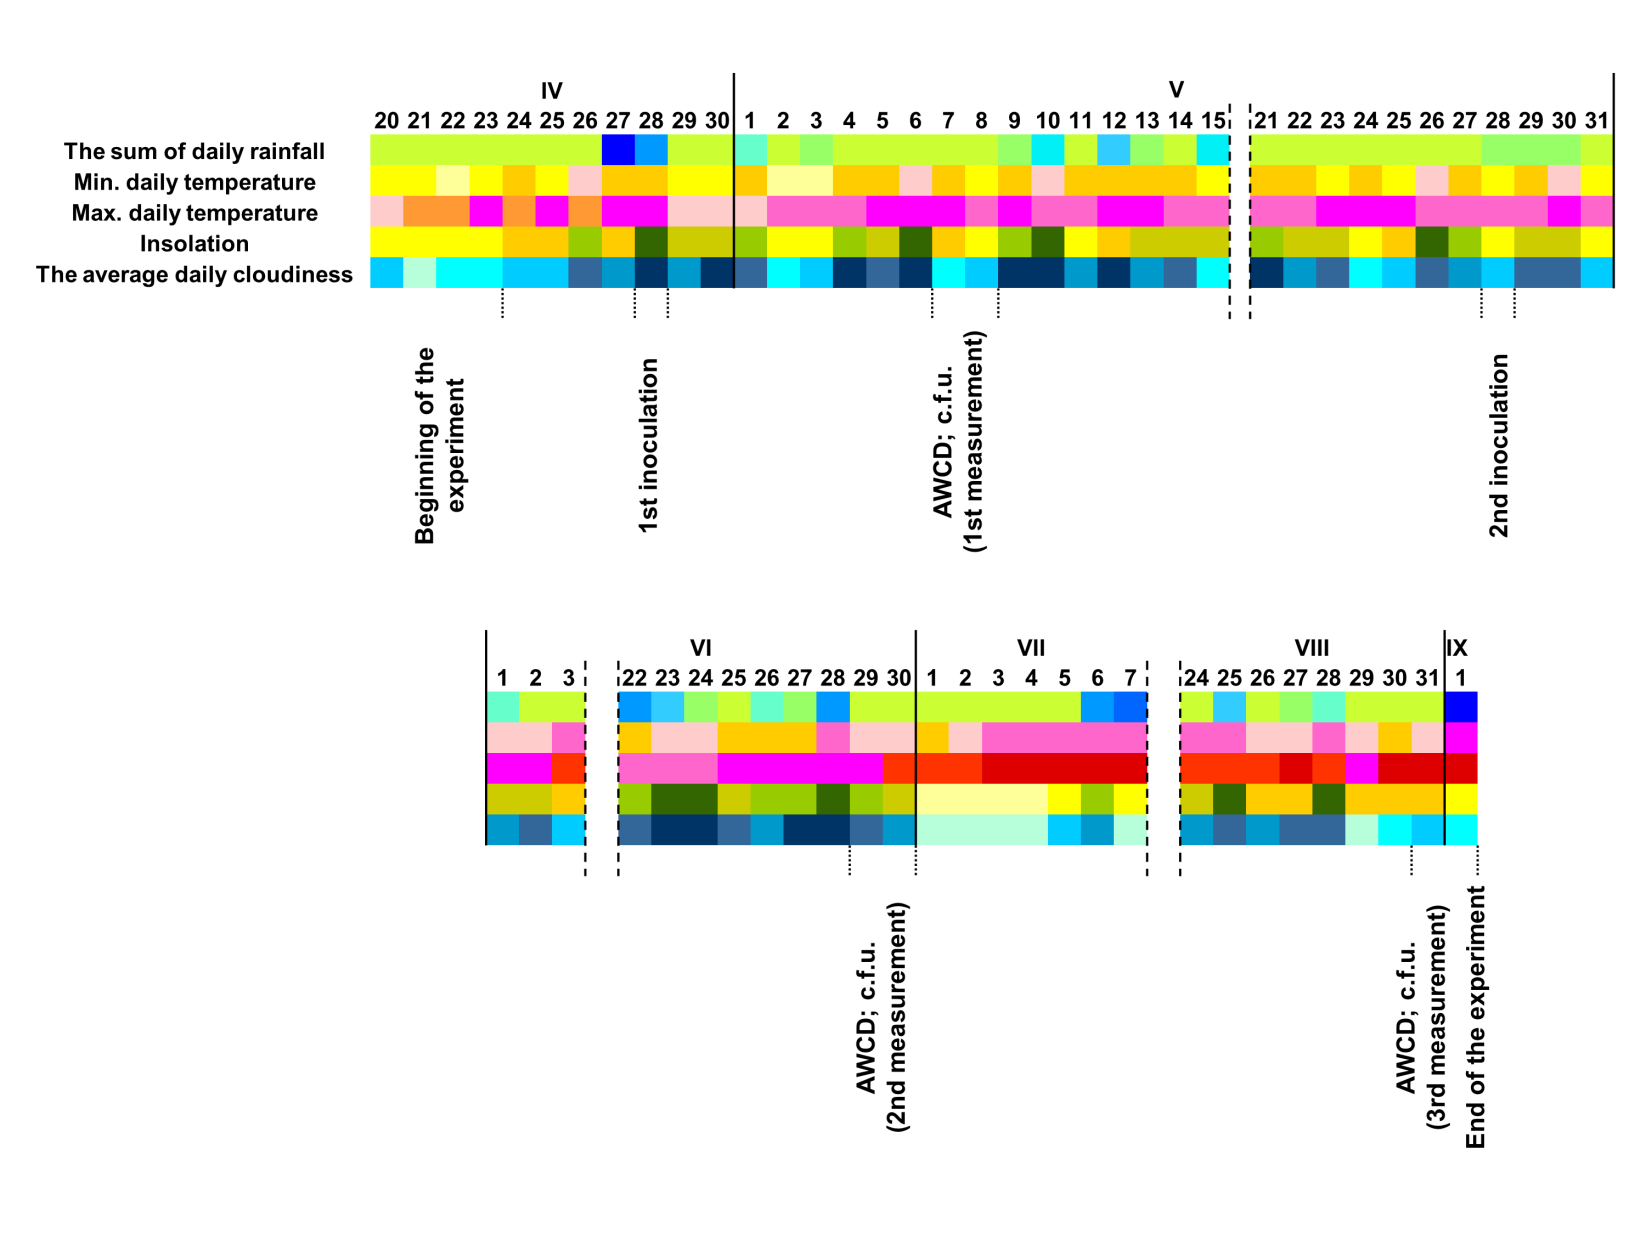 IV V
20 21 22 23 24 25 26 27 28 29 30 1 2 3 4 5 6 7 8 9 10 11 12 13 14 15 21 22 23 24 25 26 27 28 29 30 31
The sum of daily rainfall
Min. daily temperature
Max. daily temperature
Insolation
The average daily cloudiness
Beginning of the
experiment
1st inoculation
AWCD; c.f.u.
(1st measurement)
2nd inoculation
VI VII VIII IX
1 2 3 22 23 24 25 26 27 28 29 30 1 2 3 4 5 6 7 24 25 26 27 28 29 30 31 1
AWCD; c.f.u.
(2nd measurement)
AWCD; c.f.u.
(3rd measurement)
End of the experiment